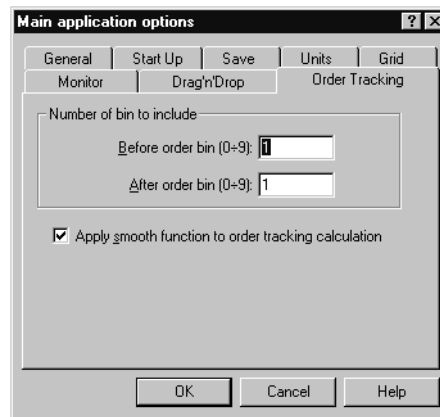 Main application options
General Start Up Save Units Grid
Monitor Drag'n'Drop Order Tracking
Number of bin to include
Before order bin (0÷9): 1
After order bin (0÷9): 1
Apply smooth function to order tracking calculation
OK Cancel Help